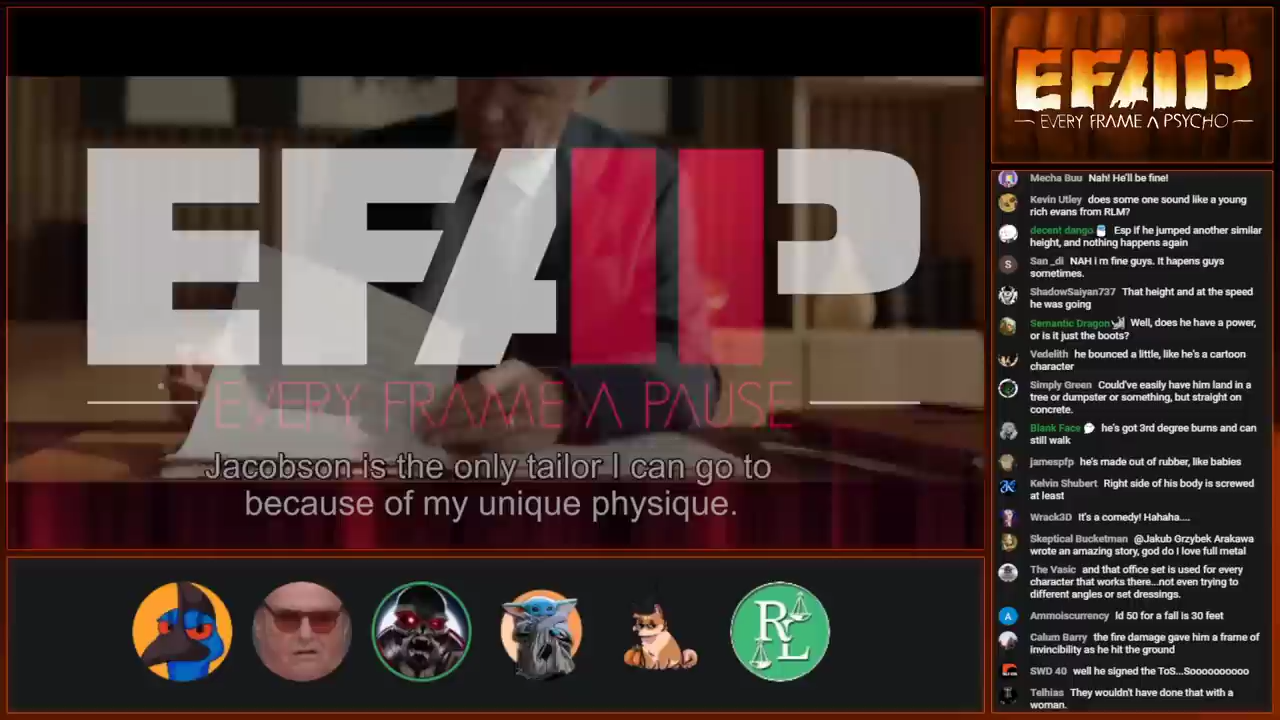 EFAP
EVERY FRAME A PAUSE
Jacobson is the only tailor I can go to
because of my unique physique.
RL
EFAP
EVERY FRAME A PSYCHO
Mecha Buu Nah! He'll be fine!
Kevin Utley does some one sound like a young
rich evans from RLM?
decent dango Esp if he jumped another similar
height, and nothing happens again
S
San _di NAH i m fine guys. It hapens guys
sometimes.
ShadowSaiyan737 That height and at the speed
he was going
Semantic Dragon Well, does he have a power,
or is it just the boots?
Vedelith he bounced a little, like he's a cartoon
character
Simply Green Could've easily have him land in a
tree or dumpster or something, but straight on
concrete.
Blank Face he's got 3rd degree burns and can
still walk
jamespfp he's made out of rubber, like babies
Kelvin Shubert Right side of his body is screwed
at least
Wrack3D It's a comedy! Hahaha....
Skeptical Bucketman @Jakub Grzybek Arakawa
wrote an amazing story, god do I love full metal
The Vasic and that office set is used for every
character that works there...not even trying to
different angles or set dressings.
A
Ammoiscurrency ld 50 for a fall is 30 feet
Calum Barry the fire damage gave him a frame of
invincibility as he hit the ground
SWD 40 well he signed the ToS...Soooooooooo
Telhias They wouldn't have done that with a
woman.